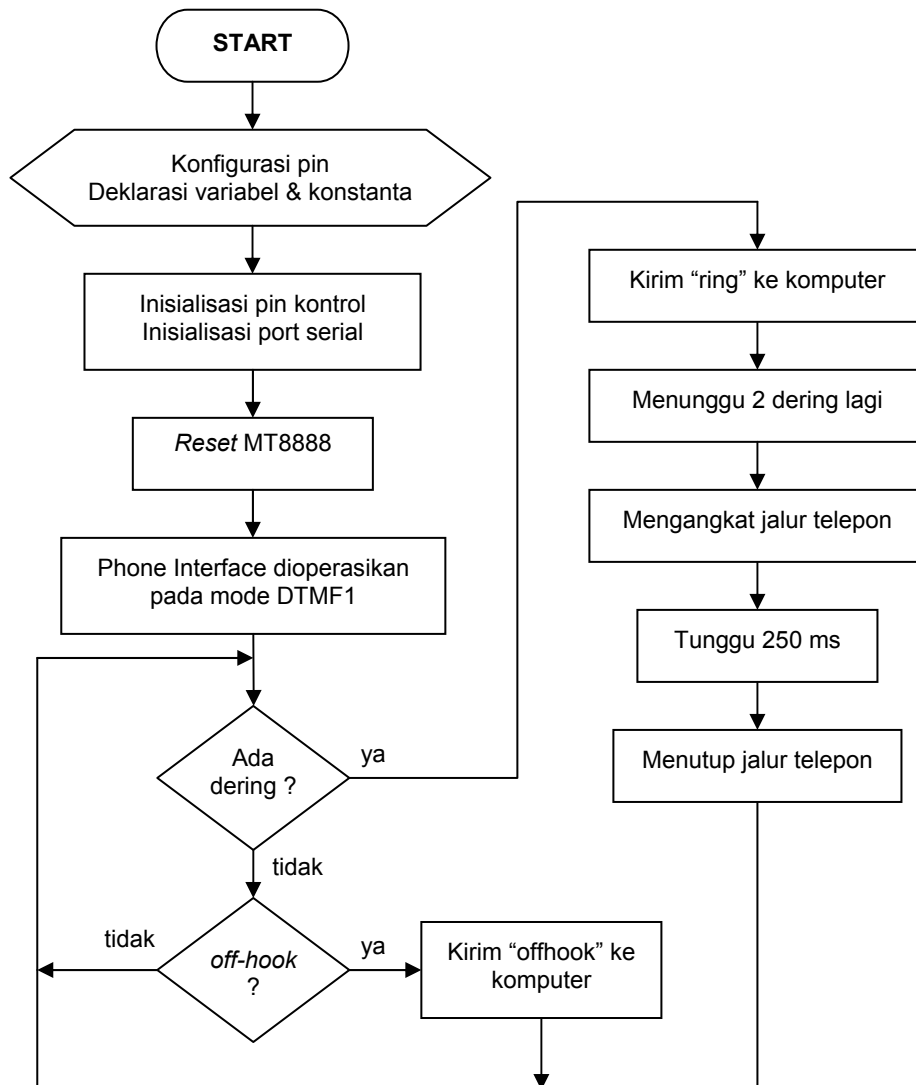 START
Konfigurasi pin
Deklarasi variabel & konstanta
Inisialisasi pin kontrol
Inisialisasi port serial
Reset MT8888
Phone Interface dioperasikan
pada mode DTMF1
Ada
dering ?
ya
tidak
off-hook
?
tidak
ya
Kirim “offhook” ke
komputer
Kirim “ring” ke komputer
Menunggu 2 dering lagi
Mengangkat jalur telepon
Tunggu 250 ms
Menutup jalur telepon